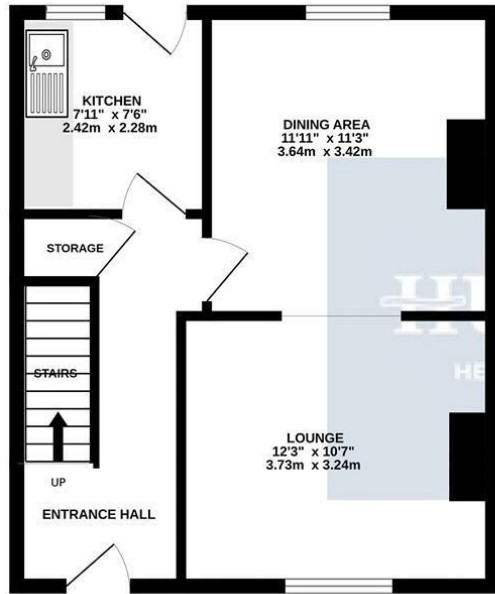 KITCHEN
7'11" x 7'6"
2.42m x 2.28m
DINING AREA
11'11" x 11'3"
3.64m x 3.42m
STORAGE
STAIRS
UP
ENTRANCE HALL
LOUNGE
12'3" x 10'7"
3.73m x 3.24m